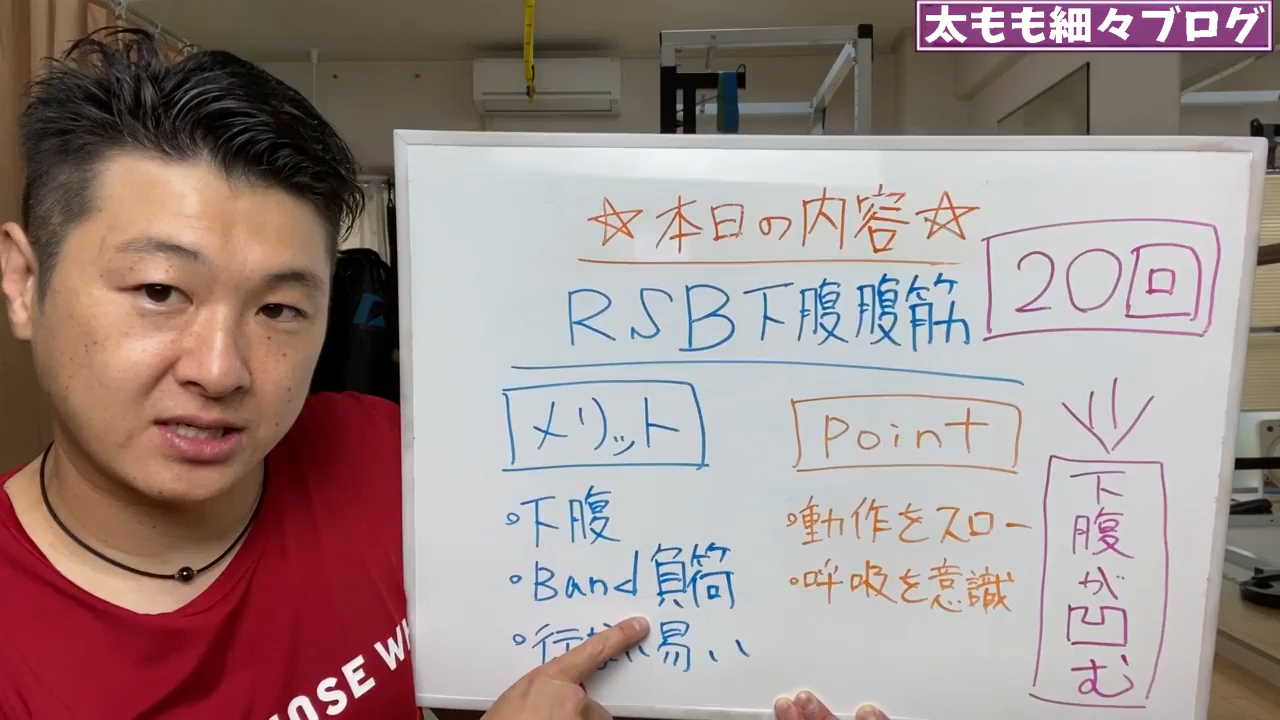 太もも細々ブログ
☆本日の内容☆
RSB下腹腹筋
20回
メリット
・下腹
・Band負荷
・行ない易い
Point
・動作をスロー
・呼吸を意識
下腹が凹む